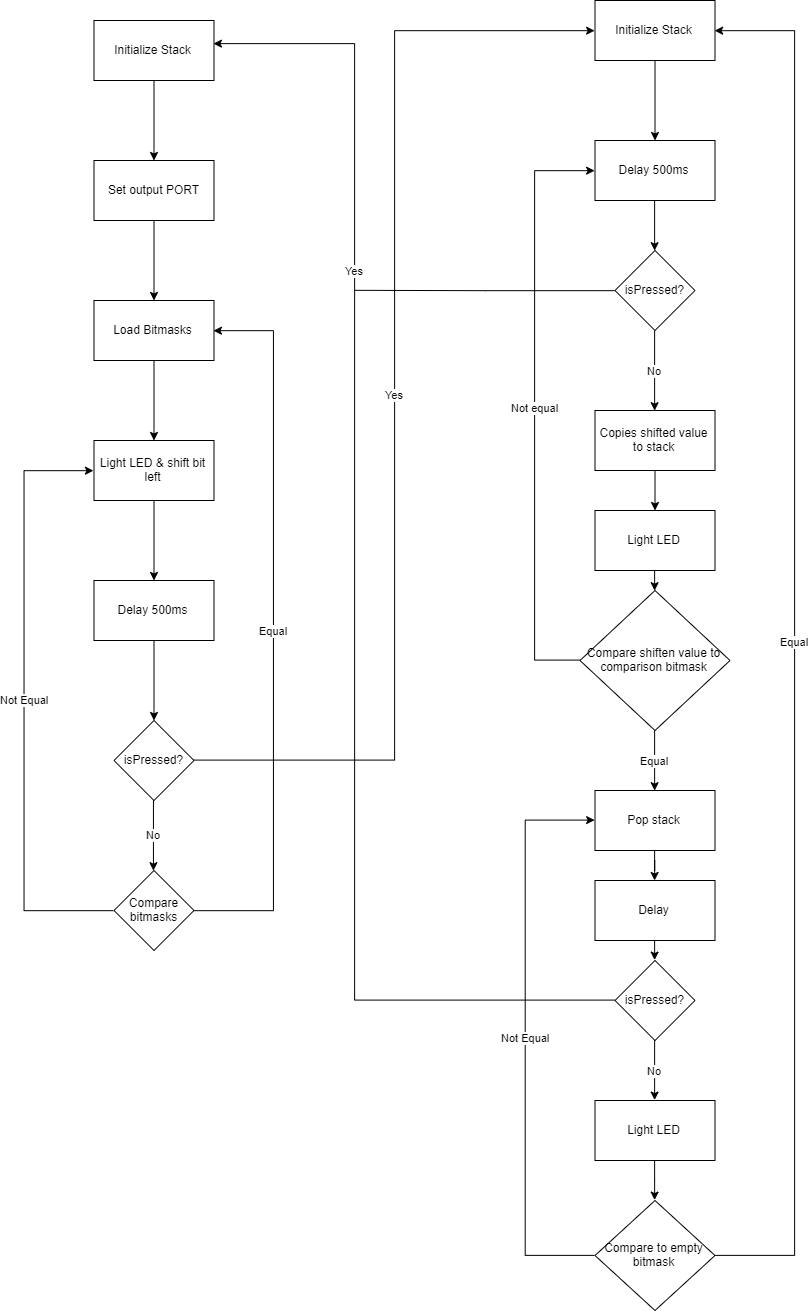 Initialize Stack
Set output PORT
Load Bitmasks
Light LED & shift bit
left
Delay 500ms
isPressed?
No
Compare
bitmasks
Not Equal
Equal
Yes
Yes
Initialize Stack
Delay 500ms
isPressed?
No
Copies shifted value
to stack
Light LED
Compare shiften value to
comparison bitmask
Not equal
Equal
Pop stack
Delay
isPressed?
No
Light LED
Compare to empty
bitmask
Not Equal
Equal